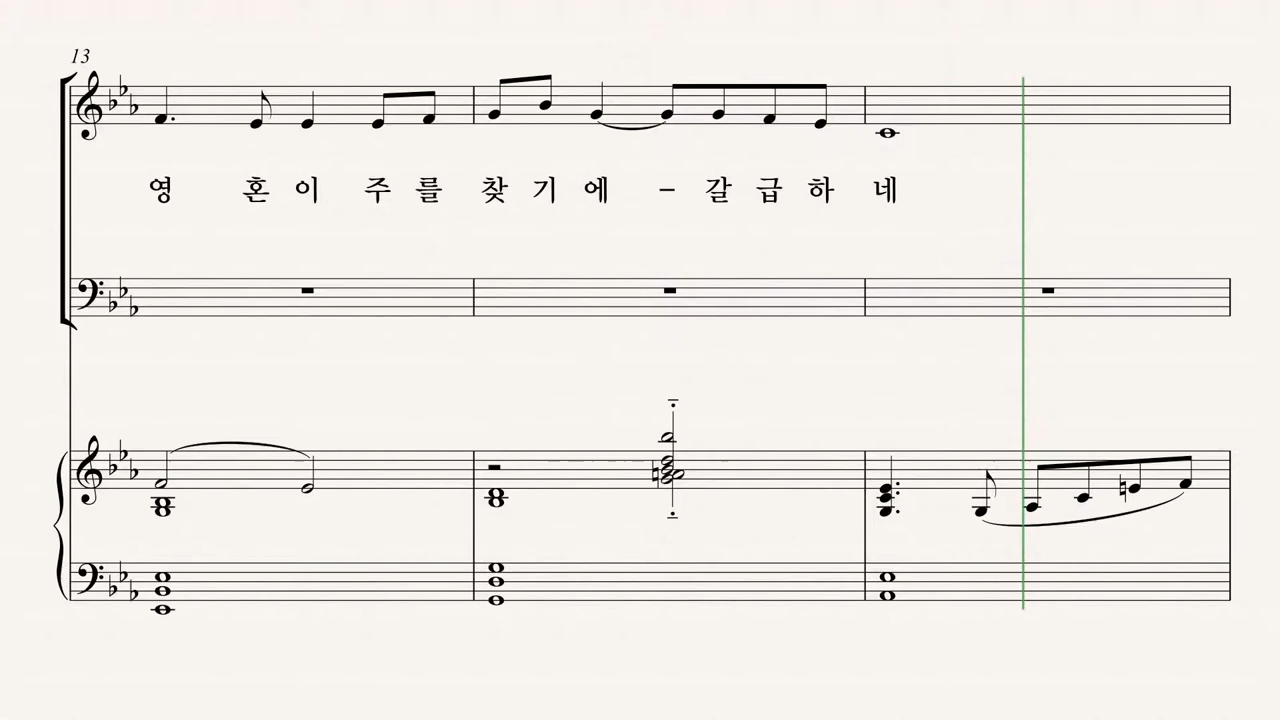 13
영 혼 이 주 를 찾 기 에 – 갈 급 하 네